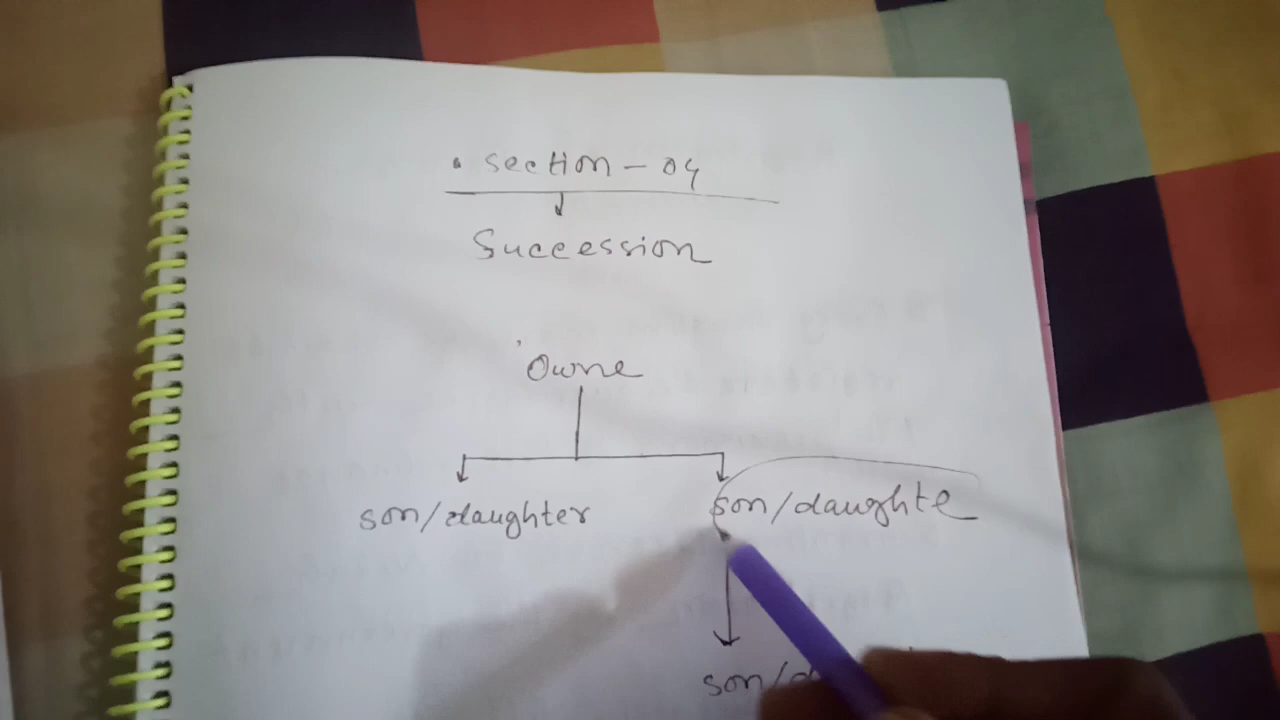 • Section - 04
Succession
Owne
son/daughter son/daughte
son/d